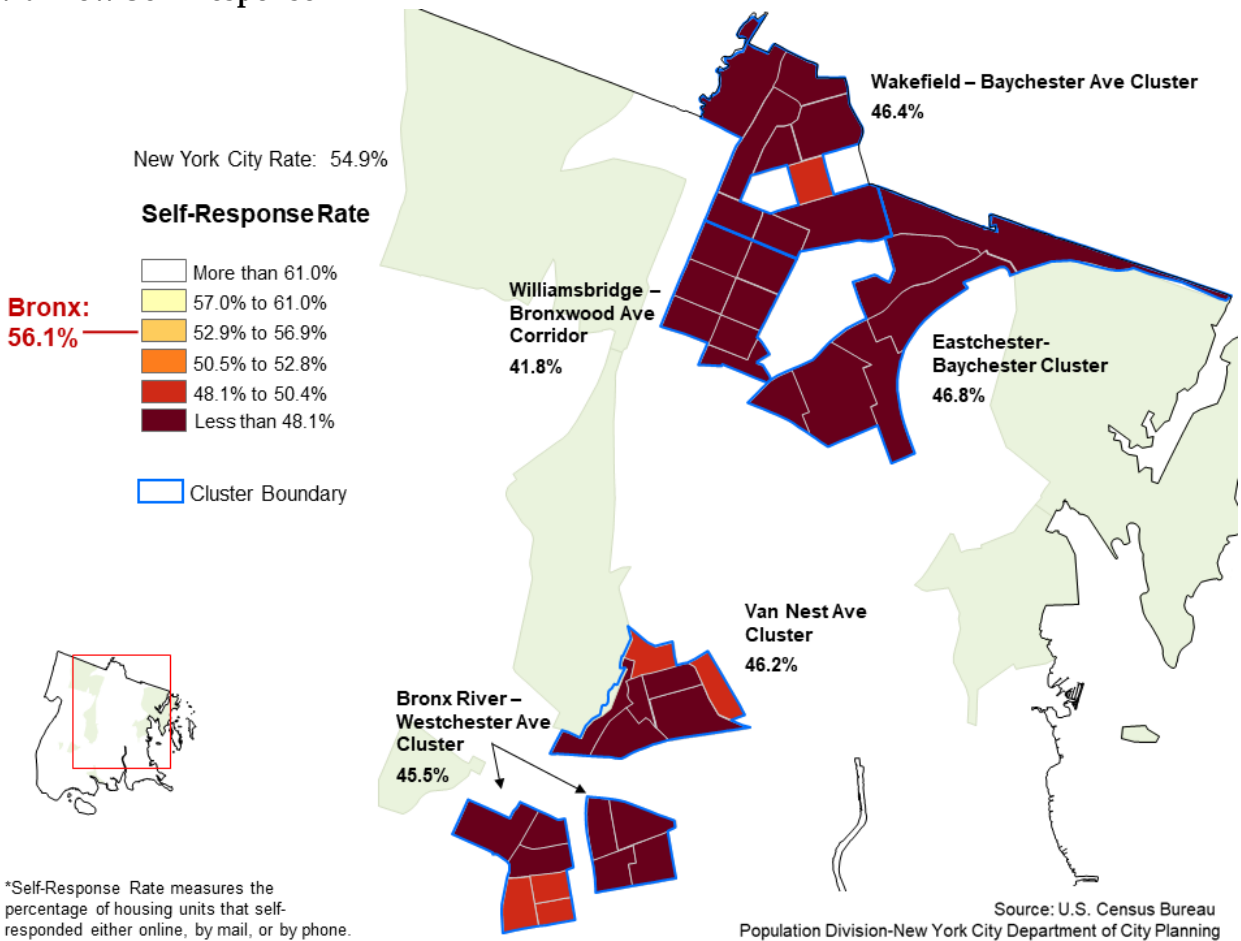 Wakefield – Baychester Ave Cluster
46.4%
New York City Rate: 54.9%
Self-Response Rate
More than 61.0%
57.0% to 61.0%
52.9% to 56.9%
50.5% to 52.8%
48.1% to 50.4%
Less than 48.1%
Bronx:
56.1%
Cluster Boundary
Williamsbridge –
Bronxwood Ave
Corridor
41.8%
Eastchester-
Baychester Cluster
46.8%
Van Nest Ave
Cluster
46.2%
Bronx River –
Westchester Ave
Cluster
45.5%
*Self-Response Rate measures the
percentage of housing units that self-
responded either online, by mail, or by phone.
Source: U.S. Census Bureau
Population Division-New York City Department of City Planning